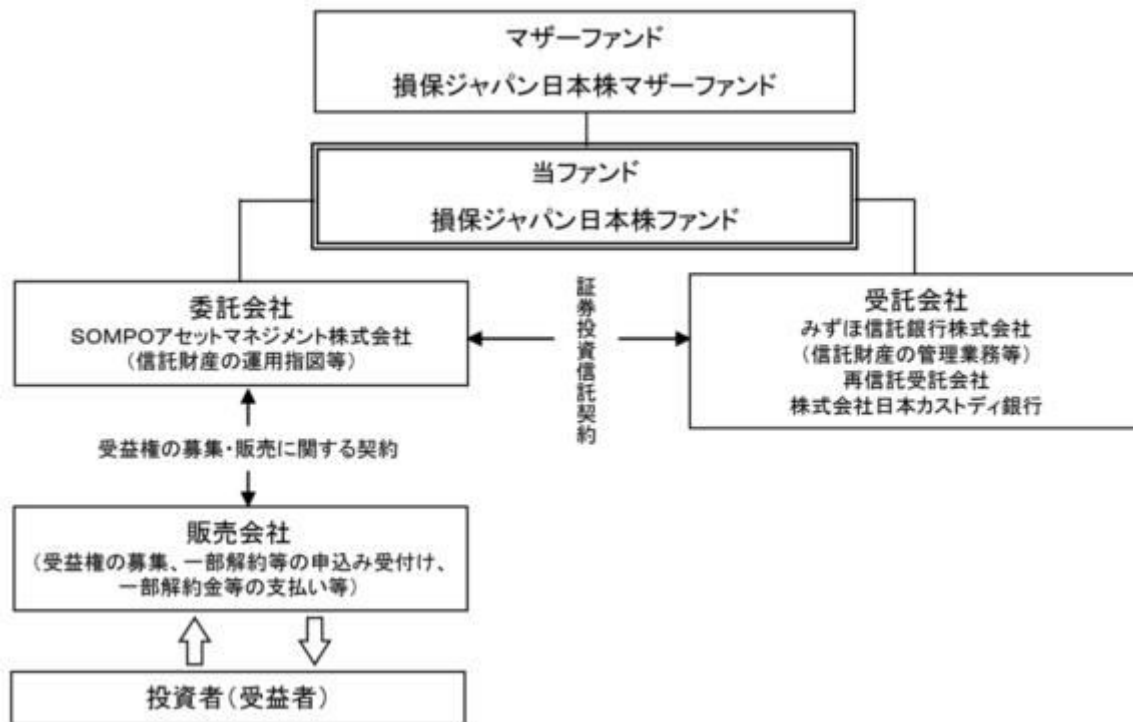 マザーファンド
損保ジャパン日本株マザーファンド
当ファンド
損保ジャパン日本株ファンド
委託会社
SOMPOアセットマネジメント株式会社
(信託財産の運用指図等)
証券投資信託契約
受託会社
みずほ信託銀行株式会社
(信託財産の管理業務等)
再信託受託会社
株式会社日本カストディ銀行
受益権の募集・販売に関する契約
販売会社
(受益権の募集、一部解約等の申込み受付け、
一部解約金等の支払い等)
投資者(受益者)